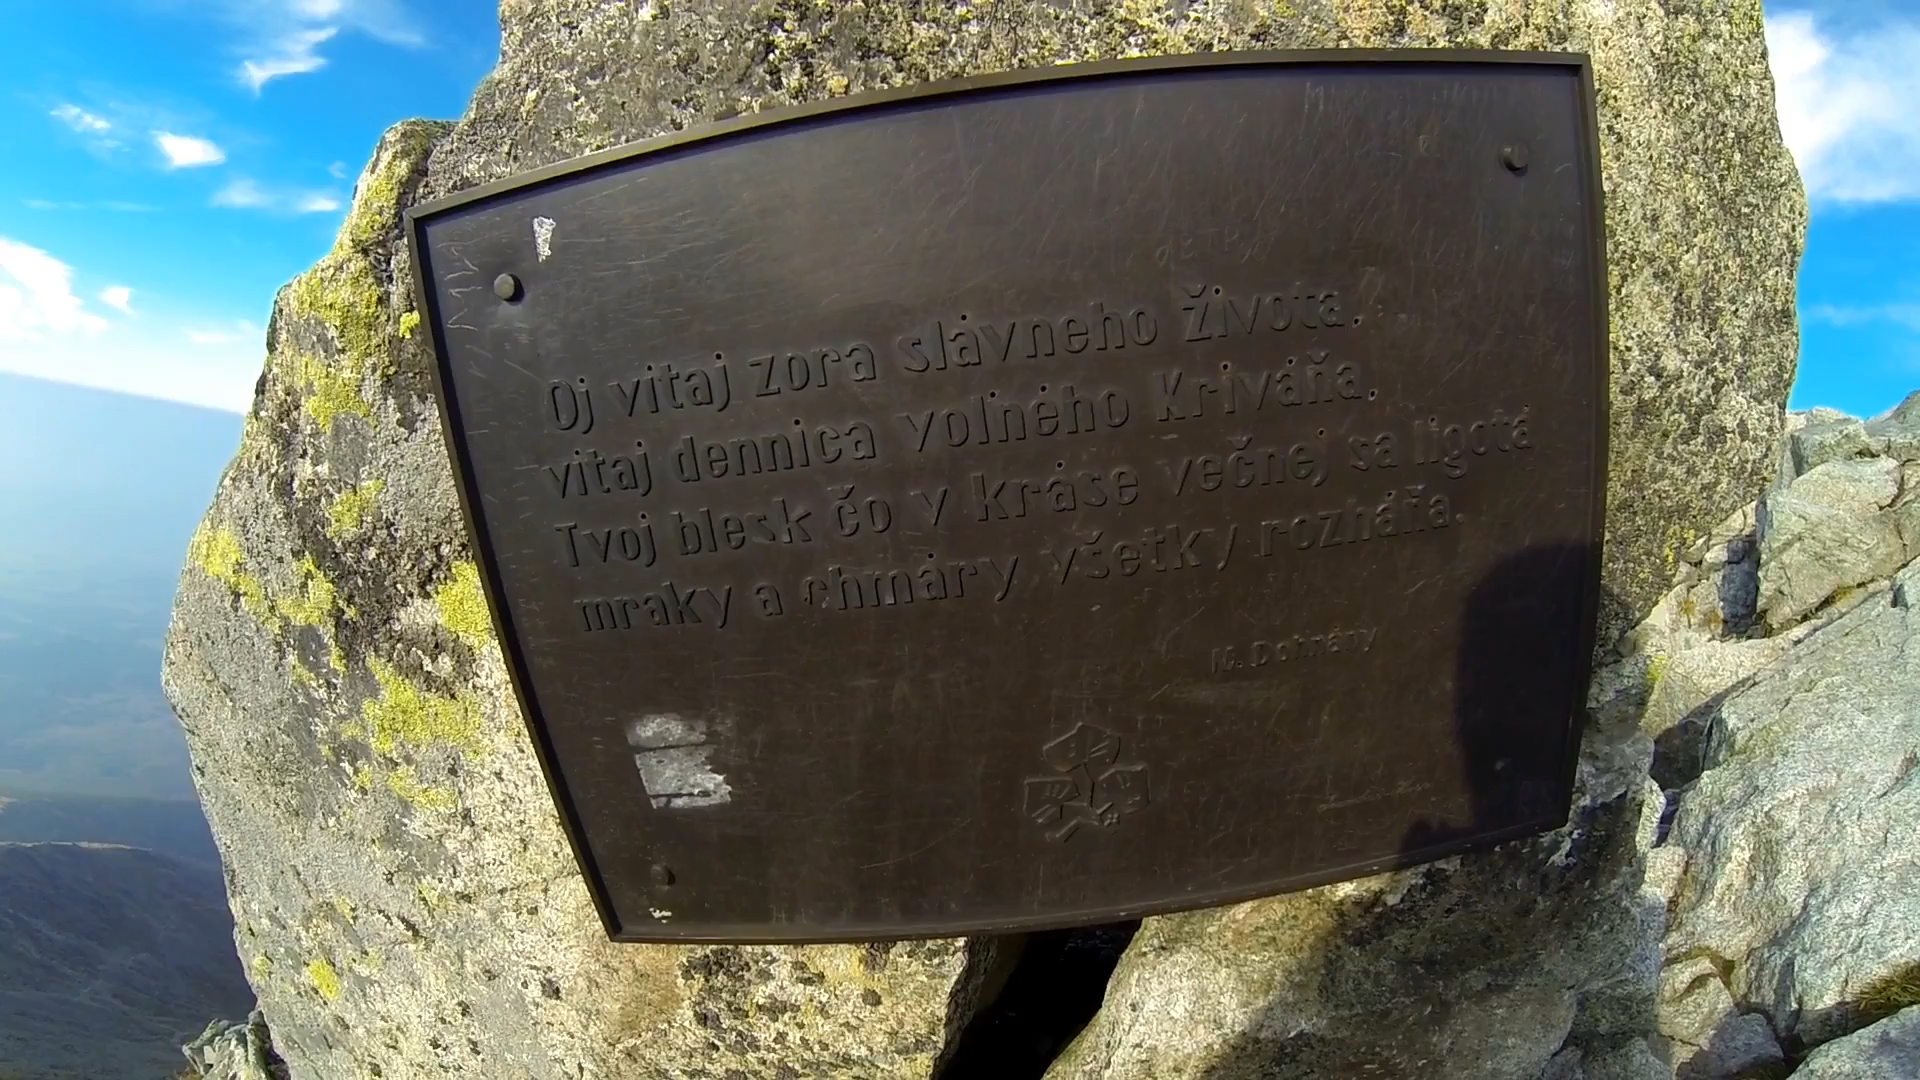 Oj vitaj zora slávneho Života,
vitaj dennica voľného Kriváňa,
Tvoj blesk čo v kráse večnej sa ligotá
mraky a chmáry všetky rozháňa.
M. Dohnány